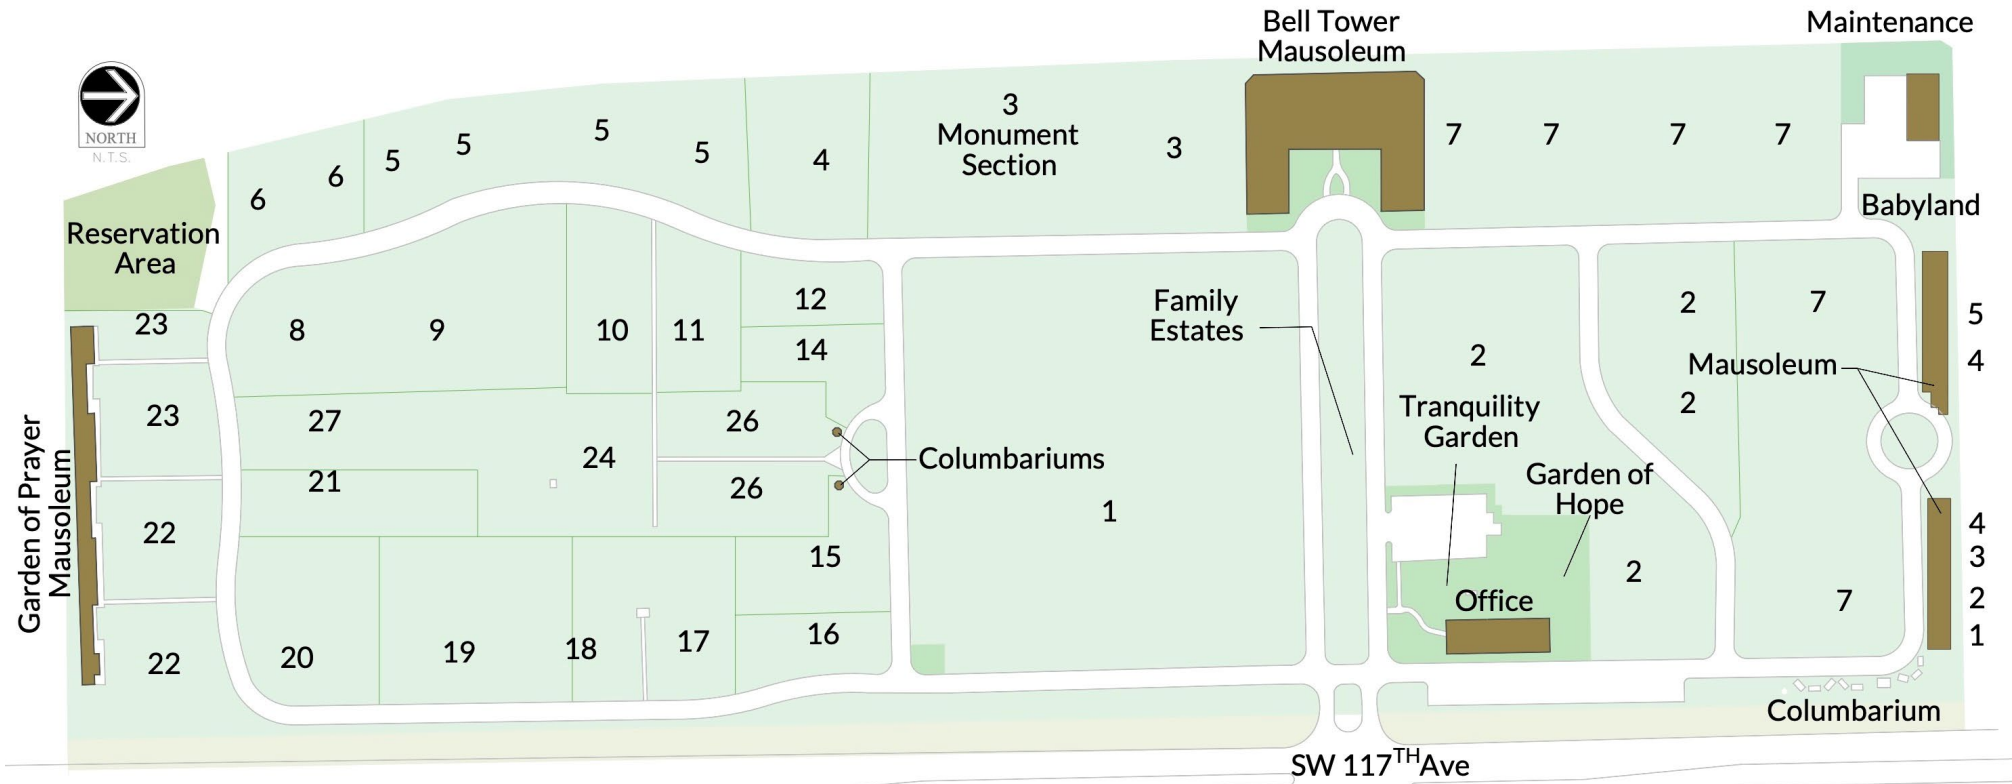 Bell Tower
Mausoleum
Maintenance
NORTH
N.T.S.
3
Monument
Section
3
7
7
7
7
5
5
5
5
4
6
6
Babyland
Reservation
Area
23
8
9
10
11
12
14
Family
Estates
2
2
7
5
4
Mausoleum
2
23
27
26
24
21
26
Columbariums
1
Tranquility
Garden
Garden of
Hope
Garden of Prayer
Mausoleum
22
15
2
4
3
2
1
Office
7
22
20
19
18
17
16
Columbarium
SW 117TH Ave